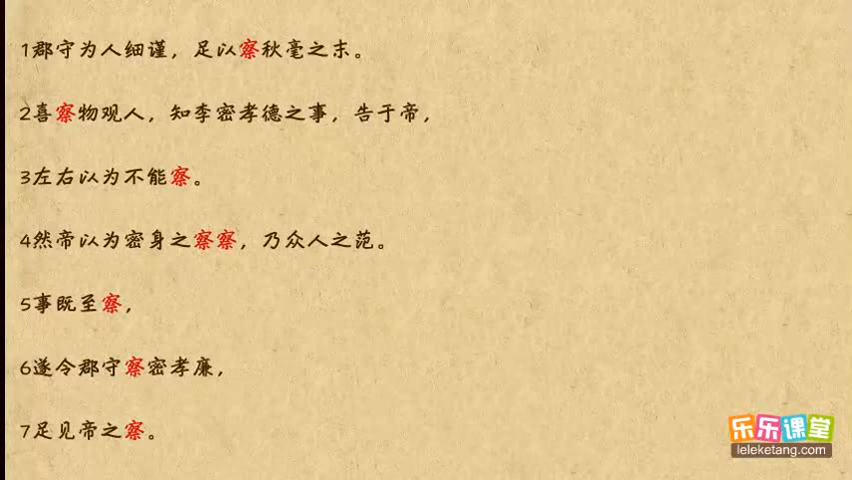 1郡守为人细谨，足以察秋毫之末。
2喜察物观人，知李密孝德之事，告于帝，
3左右以为不能察。
4然帝以为密身之察察，乃众人之范。
5事既至察，
6遂令郡守察密孝廉，
7足见帝之察。
乐乐课堂
leleketang.com